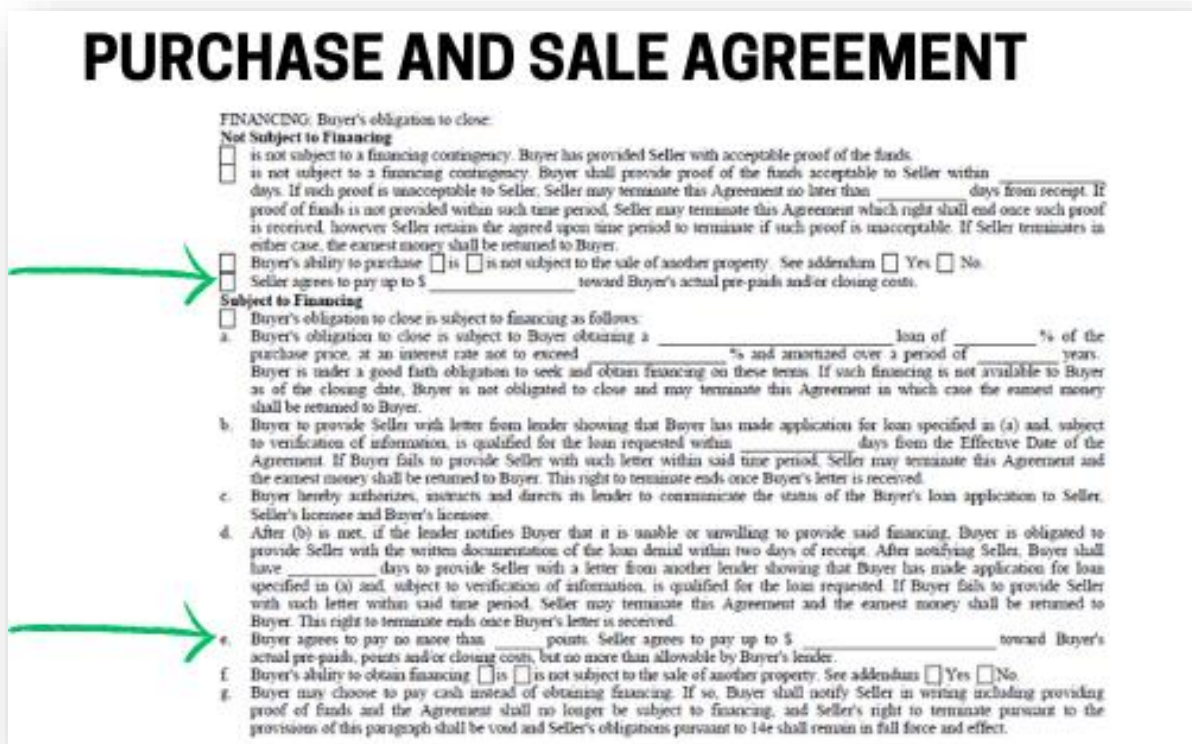 PURCHASE AND SALE AGREEMENT
FINANCING: Buyer's obligation to close:
Not Subject to Financing
is not subject to a financing contingency. Buyer has provided Seller with acceptable proof of the funds.
is not subject to a financing contingency. Buyer shall provide proof of the funds acceptable to Seller within ________
days. If such proof is unacceptable to Seller, Seller may terminate this Agreement no later than ________ days from receipt. If
proof of funds is not provided within such time period, Seller may terminate this Agreement which right shall end once such proof
is received, however Seller retains the agreed upon time period to terminate if such proof is unacceptable. If Seller terminates in
either case, the earnest money shall be returned to Buyer.
Buyer's ability to purchase ☐ is ☐ is not subject to the sale of another property. See addendum ☐ Yes ☐ No.
Seller agrees to pay up to $ ________ toward Buyer's actual pre-paids and/or closing costs.
Subject to Financing
Buyer's obligation to close is subject to financing as follows:
a. Buyer's obligation to close is subject to Buyer obtaining a ________ loan of ________ % of the
purchase price, at an interest rate not to exceed ________ % and amortized over a period of ________ years.
Buyer is under a good faith obligation to seek and obtain financing on these terms. If such financing is not available to Buyer
as of the closing date, Buyer is not obligated to close and may terminate this Agreement in which case the earnest money
shall be returned to Buyer.
b. Buyer to provide Seller with letter from lender showing that Buyer has made application for loan specified in (a) and, subject
to verification of information, is qualified for the loan requested within ________ days from the Effective Date of the
Agreement. If Buyer fails to provide Seller with such letter within said time period, Seller may terminate this Agreement and
the earnest money shall be returned to Buyer. This right to terminate ends once Buyer's letter is received.
c. Buyer hereby authorizes, instructs and directs its lender to communicate the status of the Buyer's loan application to Seller,
Seller's licensee and Buyer's licensee.
d. After (b) is met, if the lender notifies Buyer that it is unable or unwilling to provide said financing, Buyer is obligated to
provide Seller with the written documentation of the loan denial within two days of receipt. After notifying Seller, Buyer shall
have ________ days to provide Seller with a letter from another lender showing that Buyer has made application for loan
specified in (a) and, subject to verification of information, is qualified for the loan requested. If Buyer fails to provide Seller
with such letter within said time period, Seller may terminate this Agreement and the earnest money shall be returned to
Buyer. This right to terminate ends once Buyer's letter is received.
e. Buyer agrees to pay no more than ____ points. Seller agrees to pay up to $ ________ toward Buyer's
actual pre-paids, points and/or closing costs, but no more than allowable by Buyer's lender.
f. Buyer's ability to obtain financing ☐ is ☐ is not subject to the sale of another property. See addendum ☐ Yes ☐ No.
g. Buyer may choose to pay cash instead of obtaining financing. If so, Buyer shall notify Seller in writing including providing
proof of funds and the Agreement shall no longer be subject to financing, and Seller's right to terminate pursuant to the
provisions of this paragraph shall be void and Seller's obligations pursuant to 14e shall remain in full force and effect.